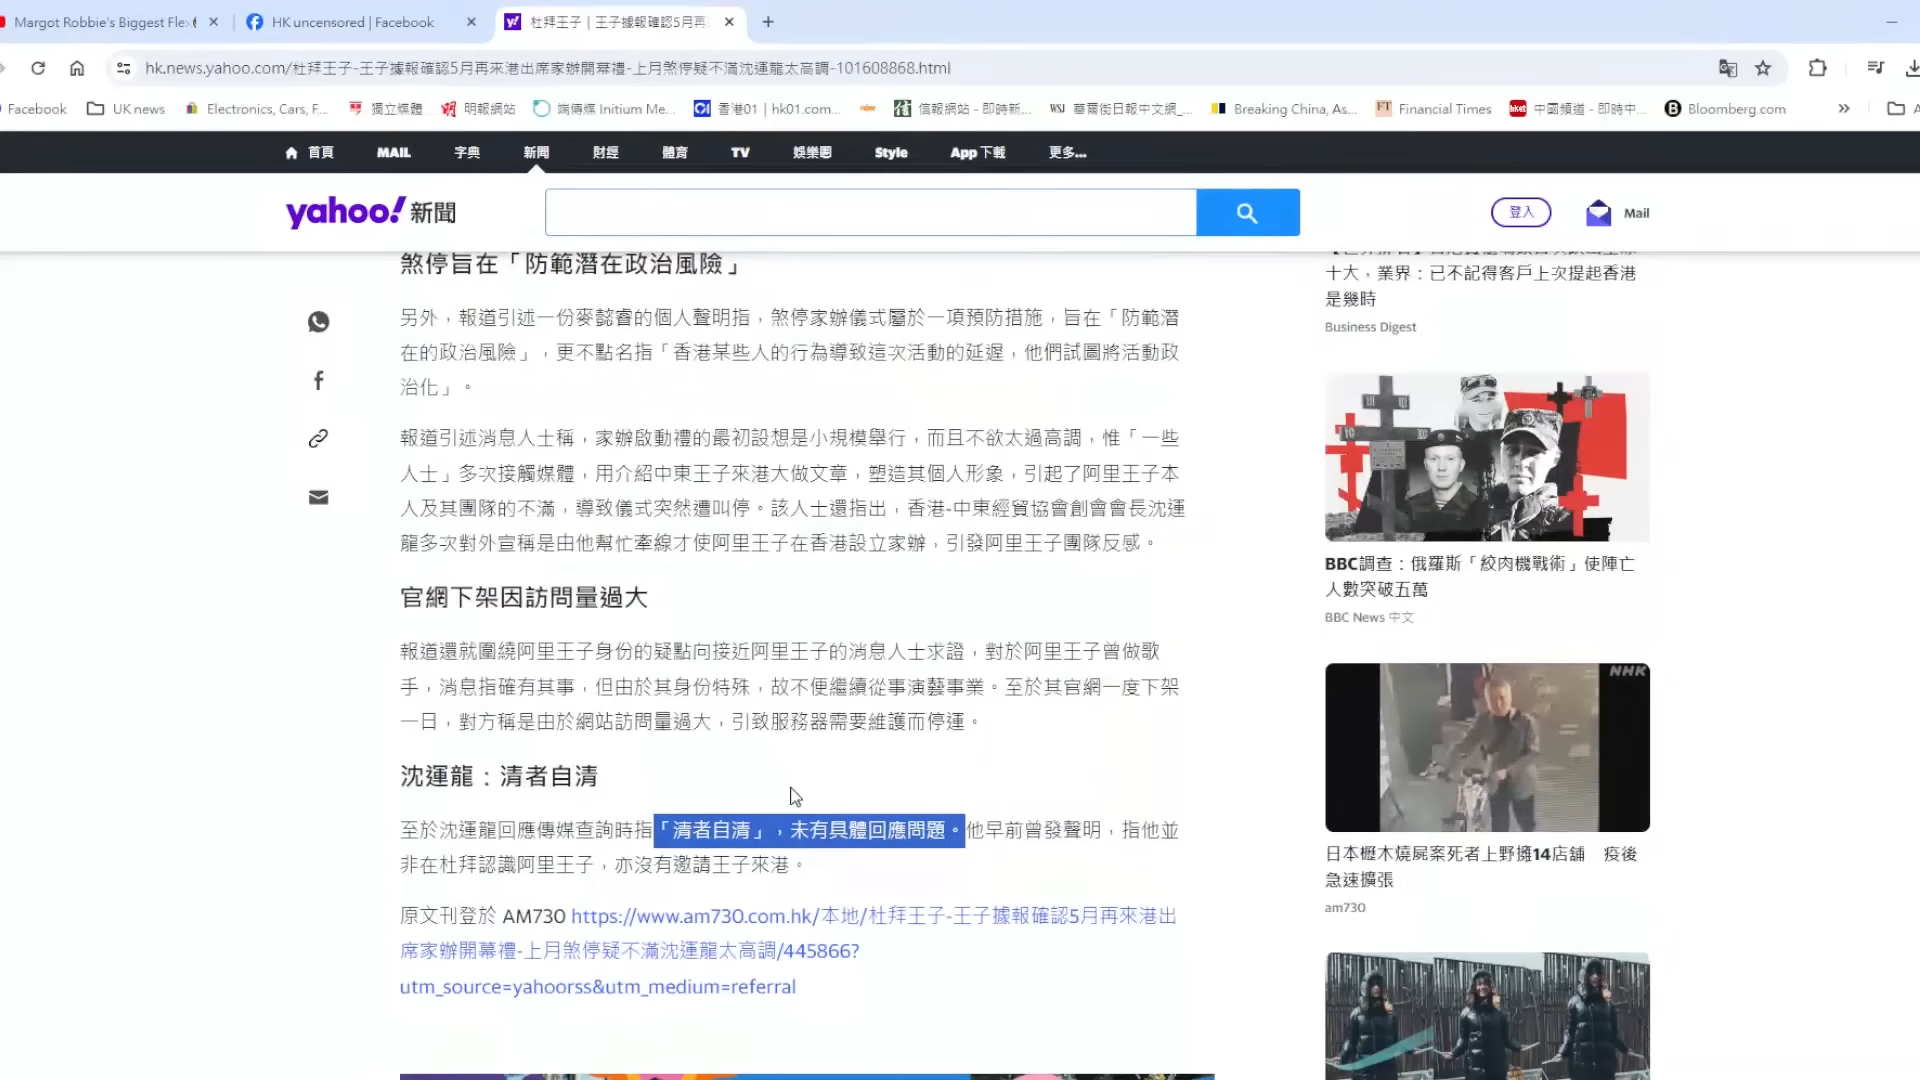 Margot Robbie's Biggest Fle
HK uncensored | Facebook
杜拜王子｜王子據報確認5月再
hk.news.yahoo.com/杜拜王子-王子據報確認5月再來港出席家辦開幕禮-上月煞停疑不滿沈運龍太高調-101608868.html
Facebook
UK news
Electronics, Cars, F...
獨立媒體
明報網站
端傳媒 Initium Me...
香港01 | hk01.com...
信報網站 - 即時新...
WSJ 華爾街日報中文網_...
Breaking China, As...
FT Financial Times
hket 中國頻道 - 即時中...
Bloomberg.com
首頁
MAIL
字典
新聞
財經
體育
TV
娛樂圈
Style
App 下載
更多...
yahoo!新聞
登入
Mail
煞停旨在「防範潛在政治風險」
另外，報道引述一份麥懿睿的個人聲明指，煞停家辦儀式屬於一項預防措施，旨在「防範潛
在的政治風險」，更不點名指「香港某些人的行為導致這次活動的延遲，他們試圖將活動政
治化」。
報道引述消息人士稱，家辦啟動禮的最初設想是小規模舉行，而且不欲太過高調，惟「一些
人士」多次接觸媒體，用介紹中東王子來港大做文章，塑造其個人形象，引起了阿里王子本
人及其團隊的不滿，導致儀式突然遭叫停。該人士還指出，香港-中東經貿協會創會會長沈運
龍多次對外宣稱是由他幫忙牽線才使阿里王子在香港設立家辦，引發阿里王子團隊反感。
官網下架因訪問量過大
報道還就圍繞阿里王子身份的疑點向接近阿里王子的消息人士求證，對於阿里王子曾做歌
手，消息指確有其事，但由於其身份特殊，故不便繼續從事演藝事業。至於其官網一度下架
一日，對方稱是由於網站訪問量過大，引致服務器需要維護而停運。
沈運龍：清者自清
至於沈運龍回應傳媒查詢時指「清者自清」，未有具體回應問題。他早前曾發聲明，指他並
非在杜拜認識阿里王子，亦沒有邀請王子來港。
原文刊登於 AM730 https://www.am730.com.hk/本地/杜拜王子-王子據報確認5月再來港出
席家辦開幕禮-上月煞停疑不滿沈運龍太高調/445866?
utm_source=yahoorss&utm_medium=referral
十大，業界：已不記得客戶上次提起香港
是幾時
Business Digest
BBC調查：俄羅斯「絞肉機戰術」使陣亡
人數突破五萬
BBC News 中文
NHK
日本櫪木燒屍案死者上野擁14店舖　疫後
急速擴張
am730